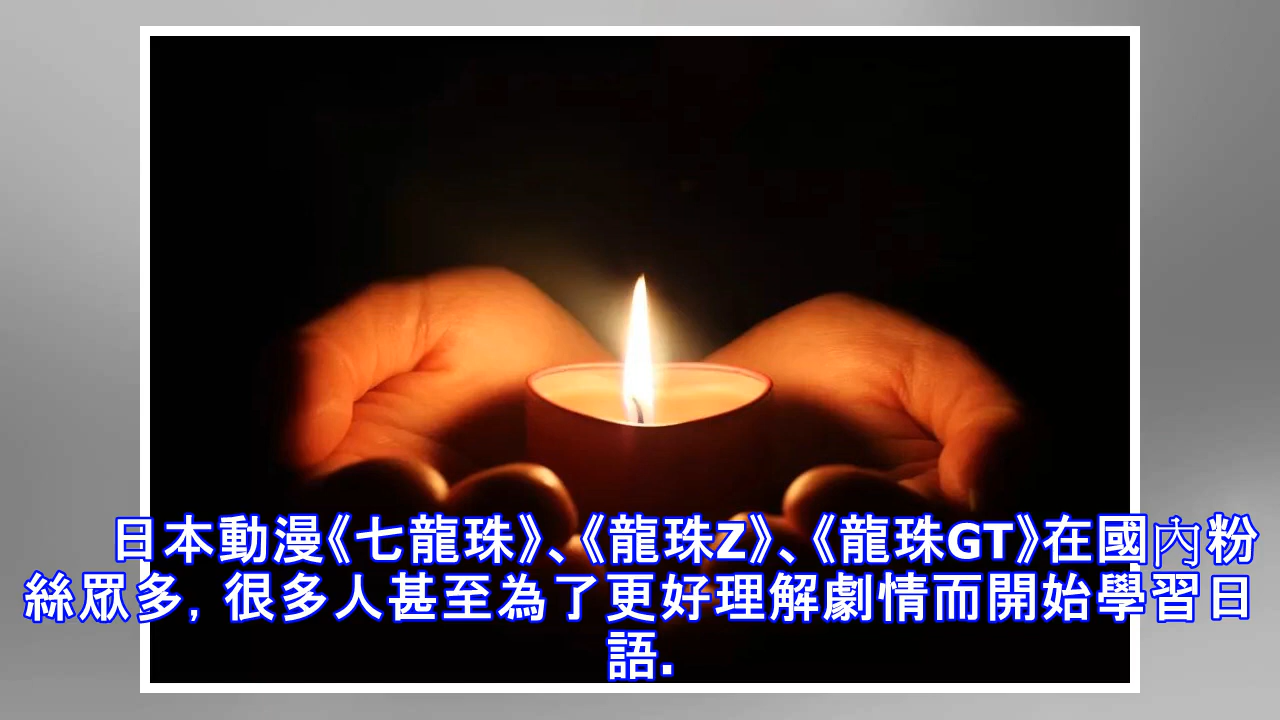 日本動漫《七龍珠》、《龍珠Z》、《龍珠GT》在國內粉
絲眾多, 很多人甚至為了更好理解劇情而開始學習日
語.